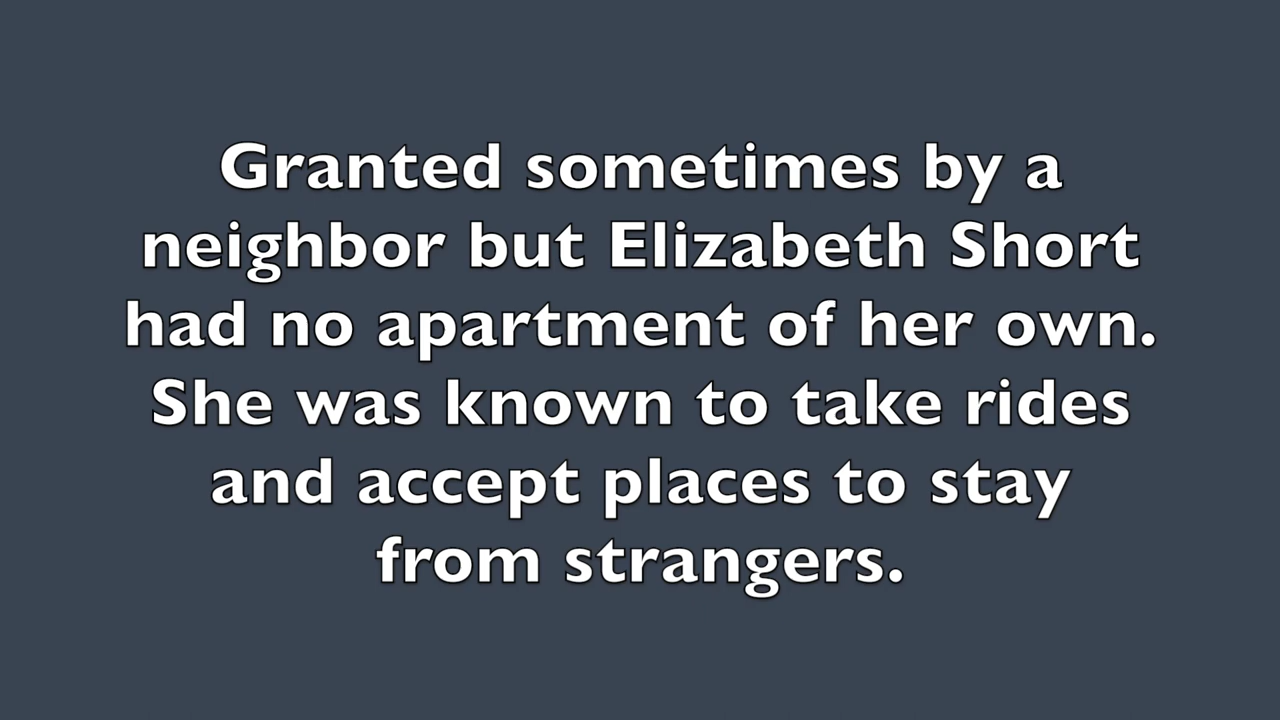 Granted sometimes by a
neighbor but Elizabeth Short
had no apartment of her own.
She was known to take rides
and accept places to stay
from strangers.